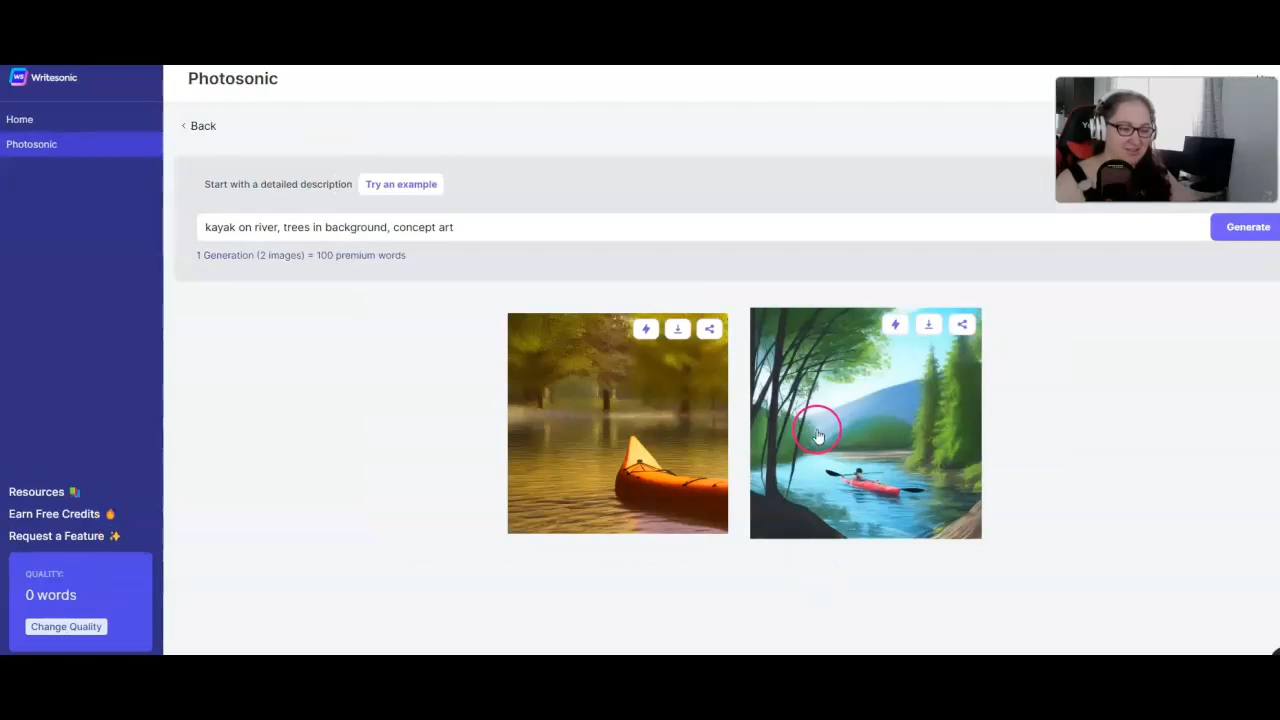 Writesonic
Photosonic
Home
Back
Photosonic
Start with a detailed description
Try an example
kayak on river, trees in background, concept art
Generate
1 Generation (2 images) = 100 premium words
Resources
Earn Free Credits
Request a Feature
QUALITY:
0 words
Change Quality